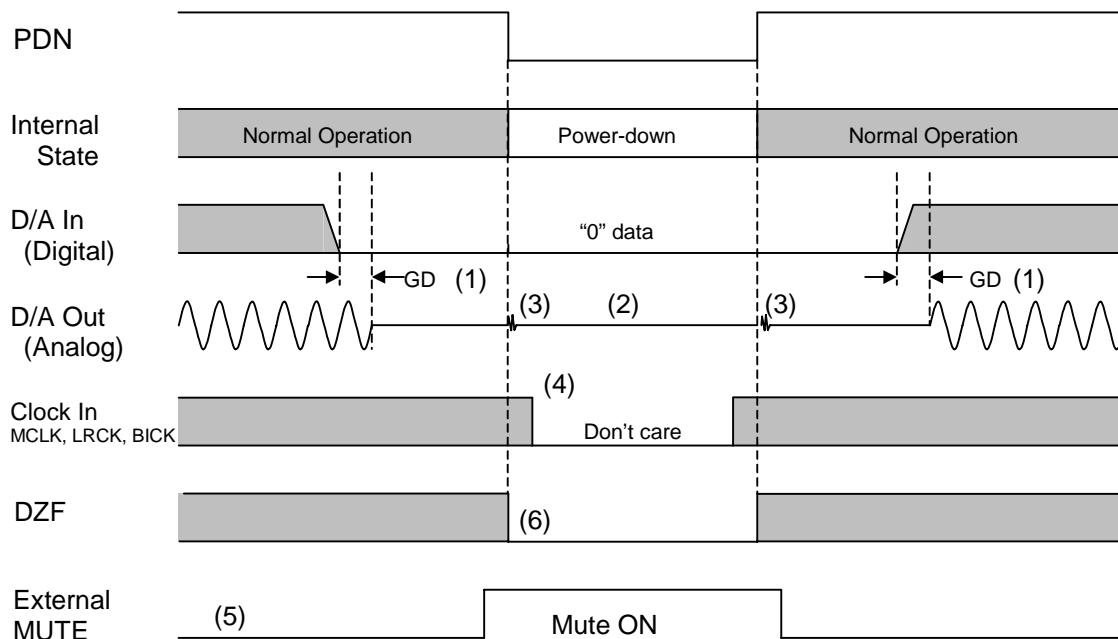 PDN
Internal
State
Normal Operation
Power-down
Normal Operation
D/A In
(Digital)
“0” data
GD (1)
GD (1)
D/A Out
(Analog)
(3)
(2)
(3)
Clock In
MCLK, LRCK, BICK
(4)
Don’t care
DZF
(6)
External
MUTE
(5)
Mute ON